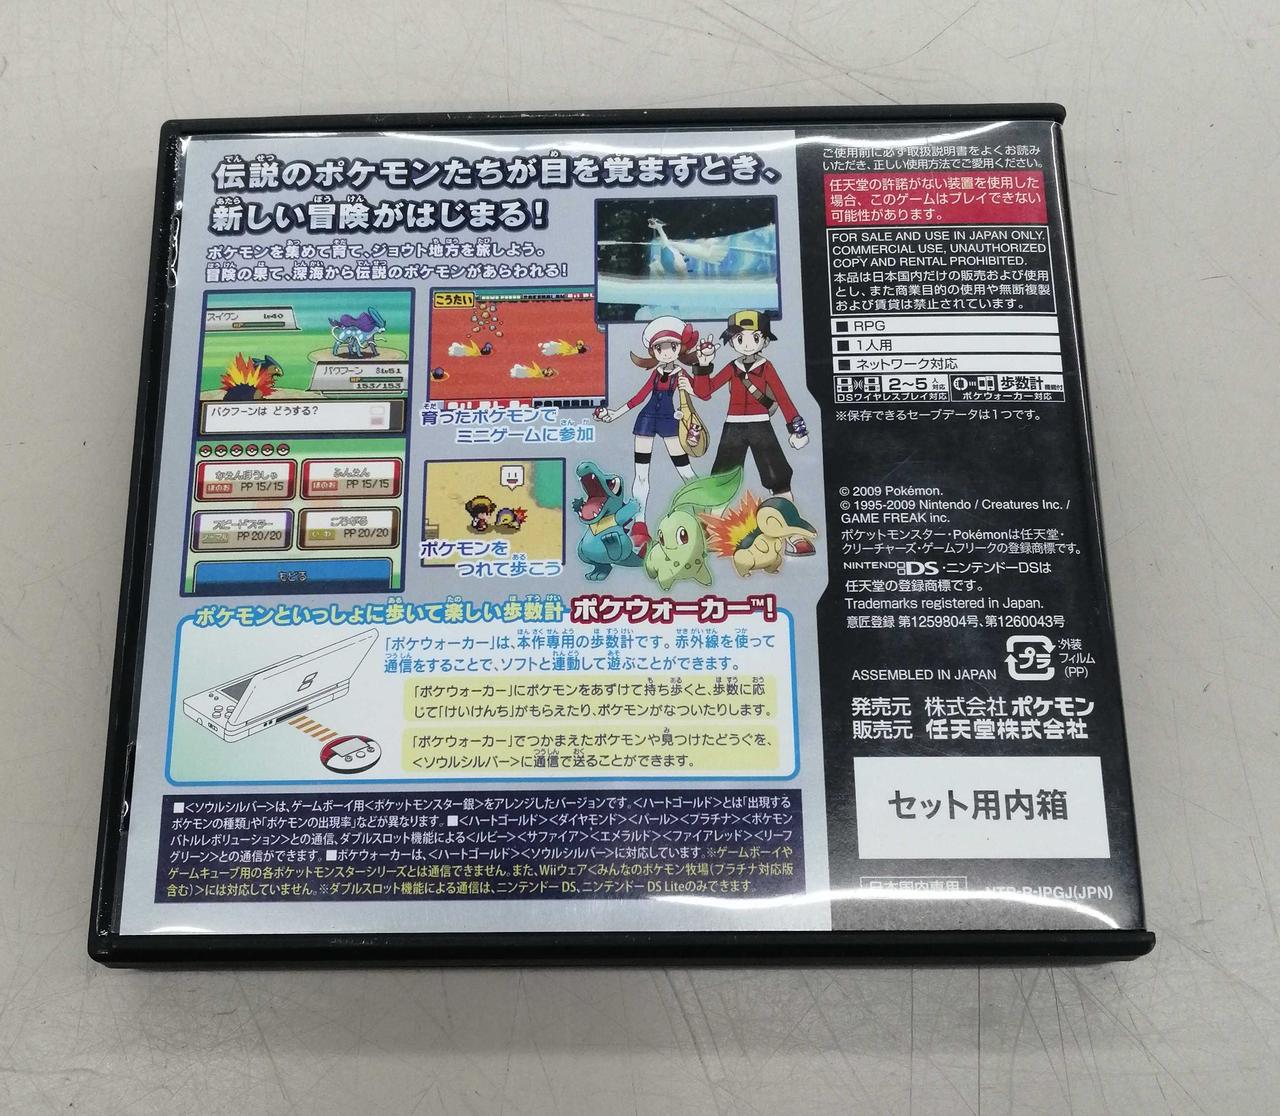 伝説のポケモンたちが目を覚ますとき、
新しい冒険がはじまる!
ポケモンを集めて育て、ジョウト地方を旅しよう。
冒険の果て、深海から伝説のポケモンがあらわれる!
スイクン Lv40
HP
バクフーン ♂Lv51
HP
153/153
バクフーンは どうする?
かえんほうしゃ
ほのお PP 15/15
ふんえん
ほのお PP 15/15
スピードスター
ノーマル PP 20/20
ころがる
いわ PP 20/20
もどる
こうたい
育ったポケモンで
ミニゲームに参加
ポケモンを
つれて歩こう
ポケモンといっしょに歩いて楽しい歩数計 ポケウォーカー™!
「ポケウォーカー」は、本作専用の歩数計です。赤外線を使って
通信をすることで、ソフトと連動して遊ぶことができます。
「ポケウォーカー」にポケモンをあずけて持ち歩くと、歩数に応
じて「けいけんち」がもらえたり、ポケモンがなついたりします。
「ポケウォーカー」でつかまえたポケモンや見つけたどうぐを、
<ソウルシルバー>に通信で送ることができます。
■<ソウルシルバー>は、ゲームボーイ用<ポケットモンスター銀>をアレンジしたバージョンです。<ハートゴールド>とは「出現する
ポケモンの種類」や「ポケモンの出現率」などが異なります。■<ハートゴールド><ダイヤモンド><パール><プラチナ><ポケモン
バトルレボリューション>との通信、ダブルスロット機能による<ルビー><サファイア><エメラルド><ファイアレッド><リーフ
グリーン>との通信ができます。■ポケウォーカーは、<ハートゴールド><ソウルシルバー>に対応しています。※ゲームボーイや
ゲームキューブ用の各ポケットモンスターシリーズとは通信できません。また、Wiiウェア<みんなのポケモン牧場(プラチナ対応版
含む)>には対応していません。※ダブルスロット機能による通信は、ニンテンドーDS、ニンテンドーDS Liteのみできます。
ご使用前に必ず取扱説明書をよくお読み
いただき、正しい使用方法でご愛用ください。
任天堂の許諾がない装置を使用した
場合、このゲームはプレイできない
可能性があります。
FOR SALE AND USE IN JAPAN ONLY.
COMMERCIAL USE, UNAUTHORIZED
COPY AND RENTAL PROHIBITED.
本品は日本国内だけの販売および使用
とし、また商業目的の使用や無断複製
および賃貸は禁止されています。
■ RPG
■ 1人用
■ ネットワーク対応
2〜5人対応
DSワイヤレスプレイ対応
歩数計機能付
ポケウォーカー対応
※保存できるセーブデータは1つです。
© 2009 Pokémon.
© 1995-2009 Nintendo / Creatures Inc. /
GAME FREAK inc.
ポケットモンスター・Pokémonは任天堂・
クリーチャーズ・ゲームフリークの登録商標です。
NINTENDO DS・ニンテンドーDSは
任天堂の登録商標です。
Trademarks registered in Japan.
意匠登録 第1259804号、第1260043号
プラ
:外装
フィルム
(PP)
ASSEMBLED IN JAPAN
発売元 株式会社ポケモン
販売元 任天堂株式会社
セット用内箱
日本国内専用
NTR-P-IPGJ(JPN)